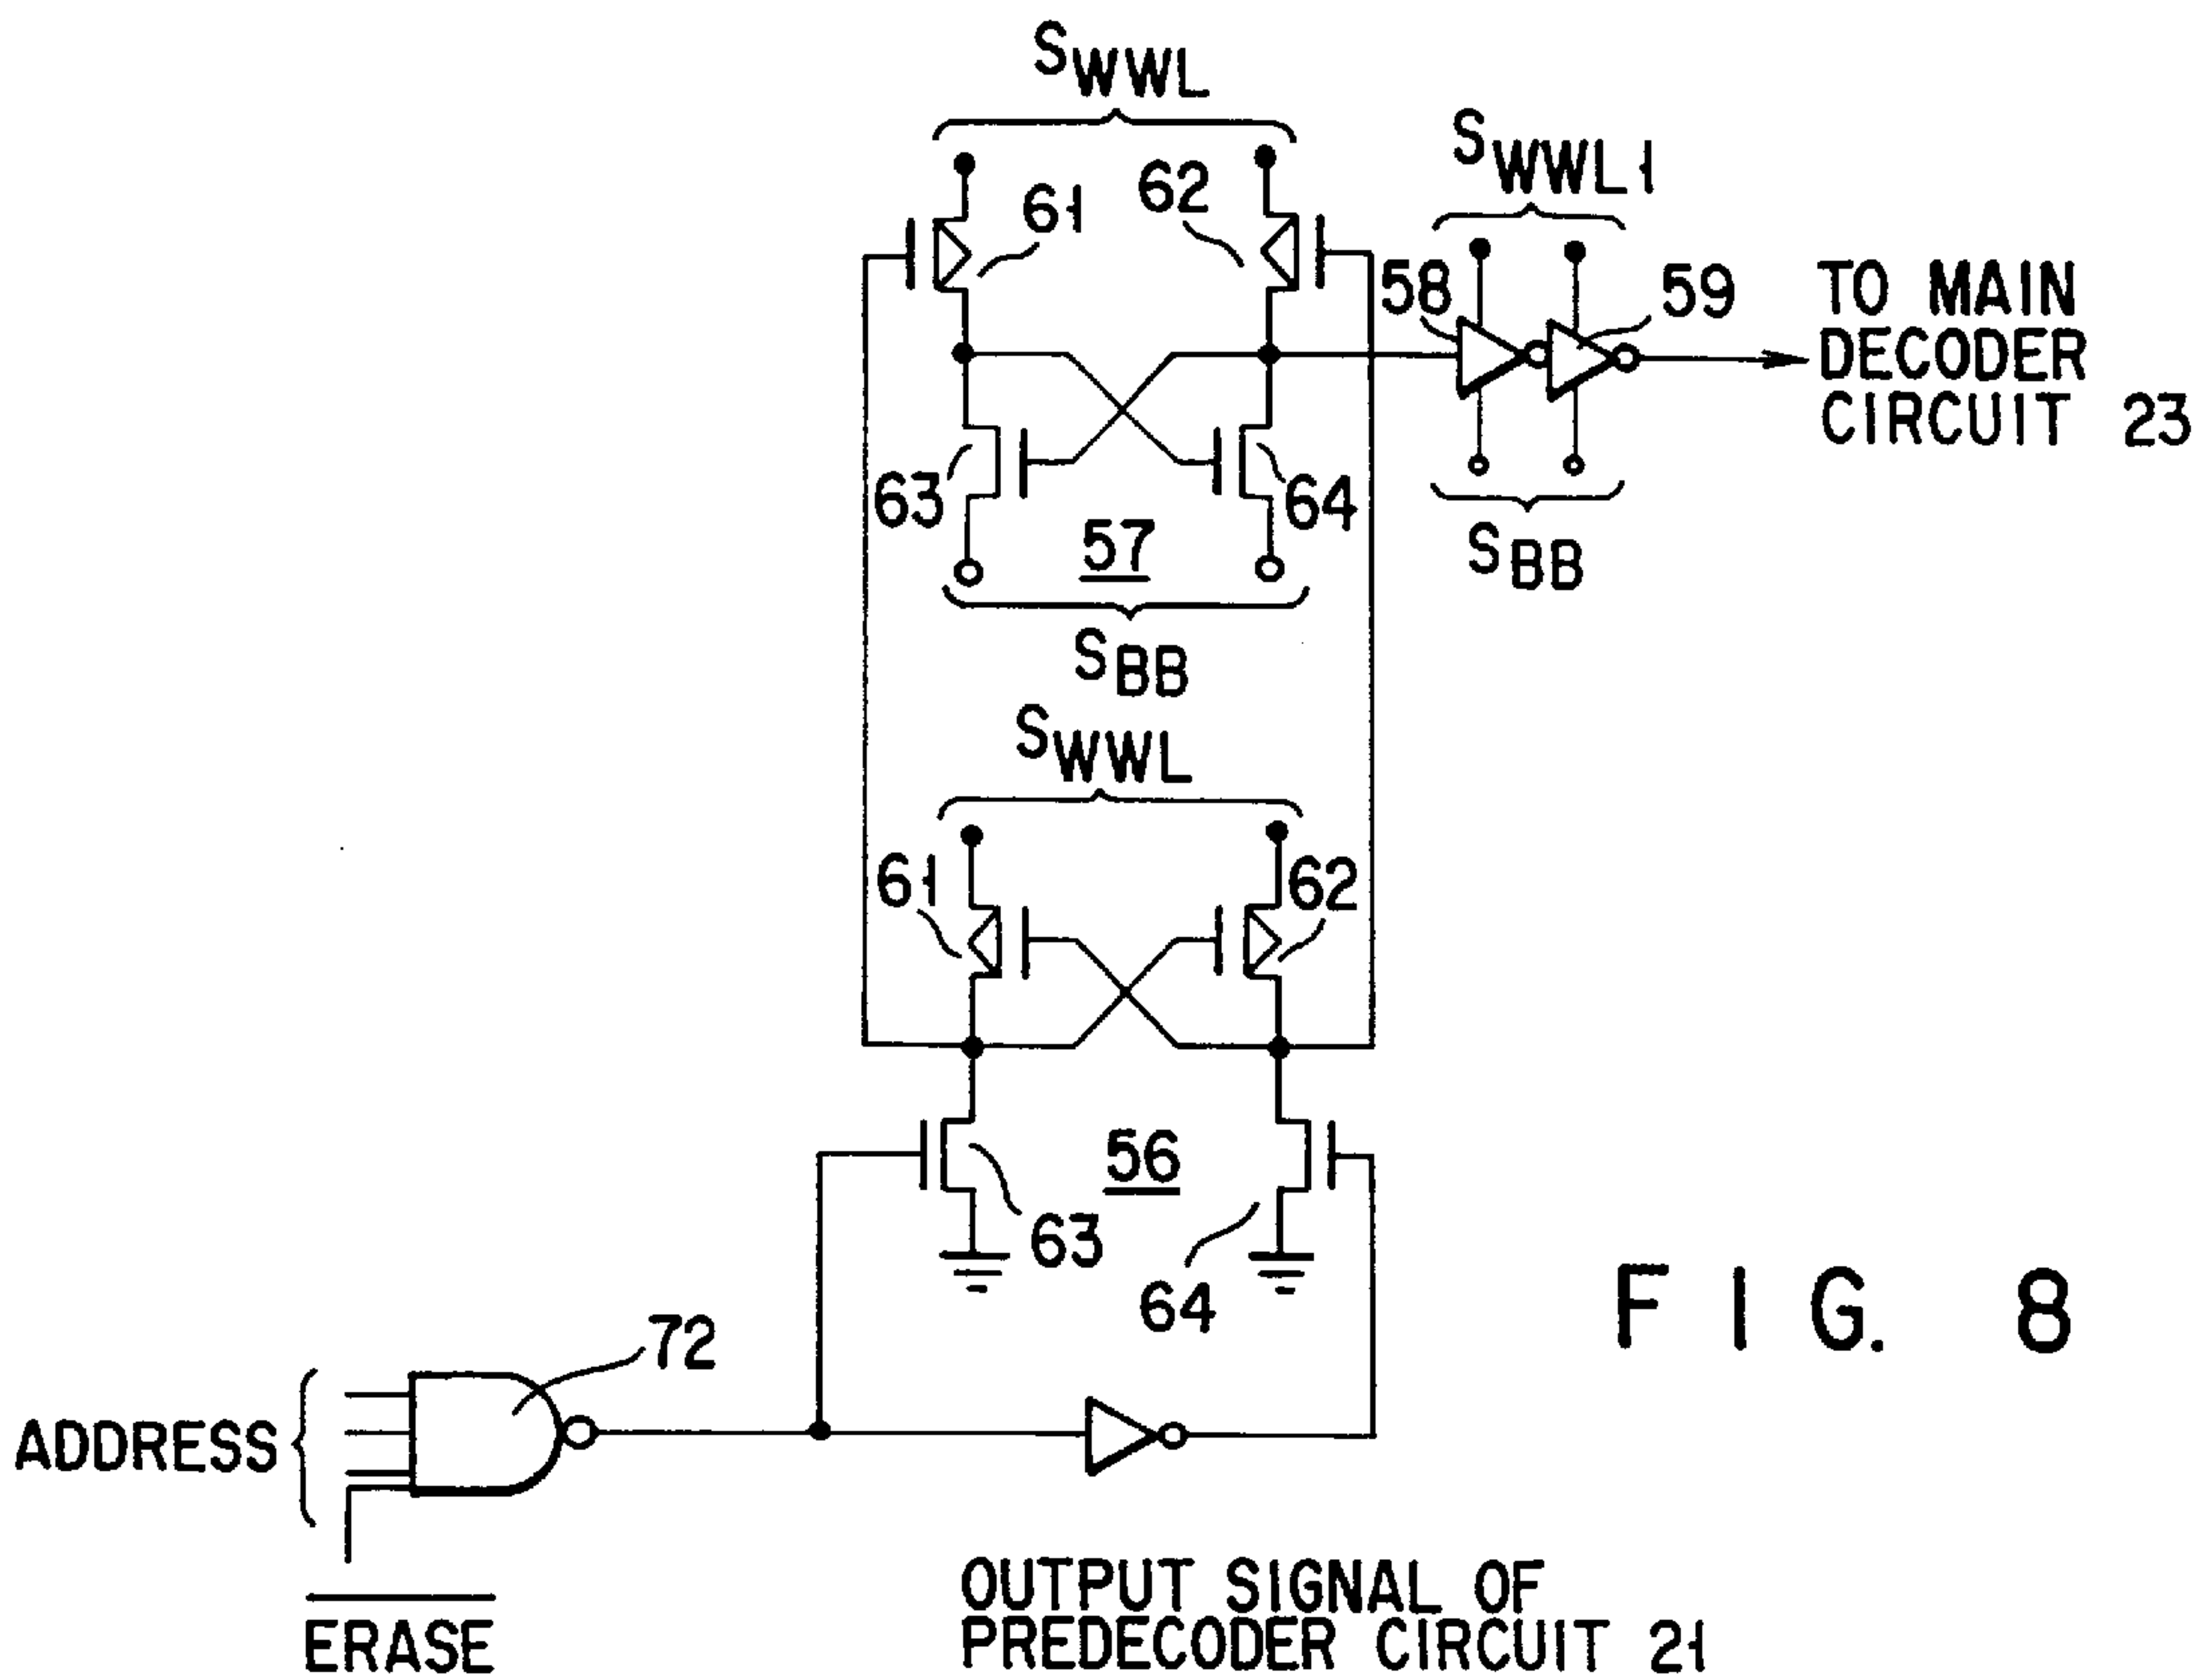 SWWL
61
62
SWWL1
58
59
TO MAIN
DECODER
CIRCUIT 23
63
57
64
SBB
SBB
SWWL
61
62
56
63
64
72
ADDRESS
ERASE
OUTPUT SIGNAL OF
PREDECODER CIRCUIT 21
FIG. 8